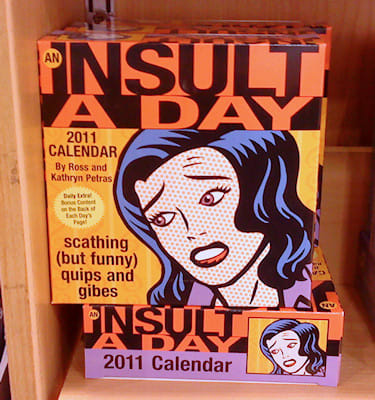 AN
INSULT
A DAY
2011
CALENDAR
By Ross and
Kathryn Petras
Daily Extra!
Bonus Content
on the Back of
Each Day's
Page!
scathing
(but funny)
quips and
gibes
AN
INSULT
A DAY
2011 Calendar